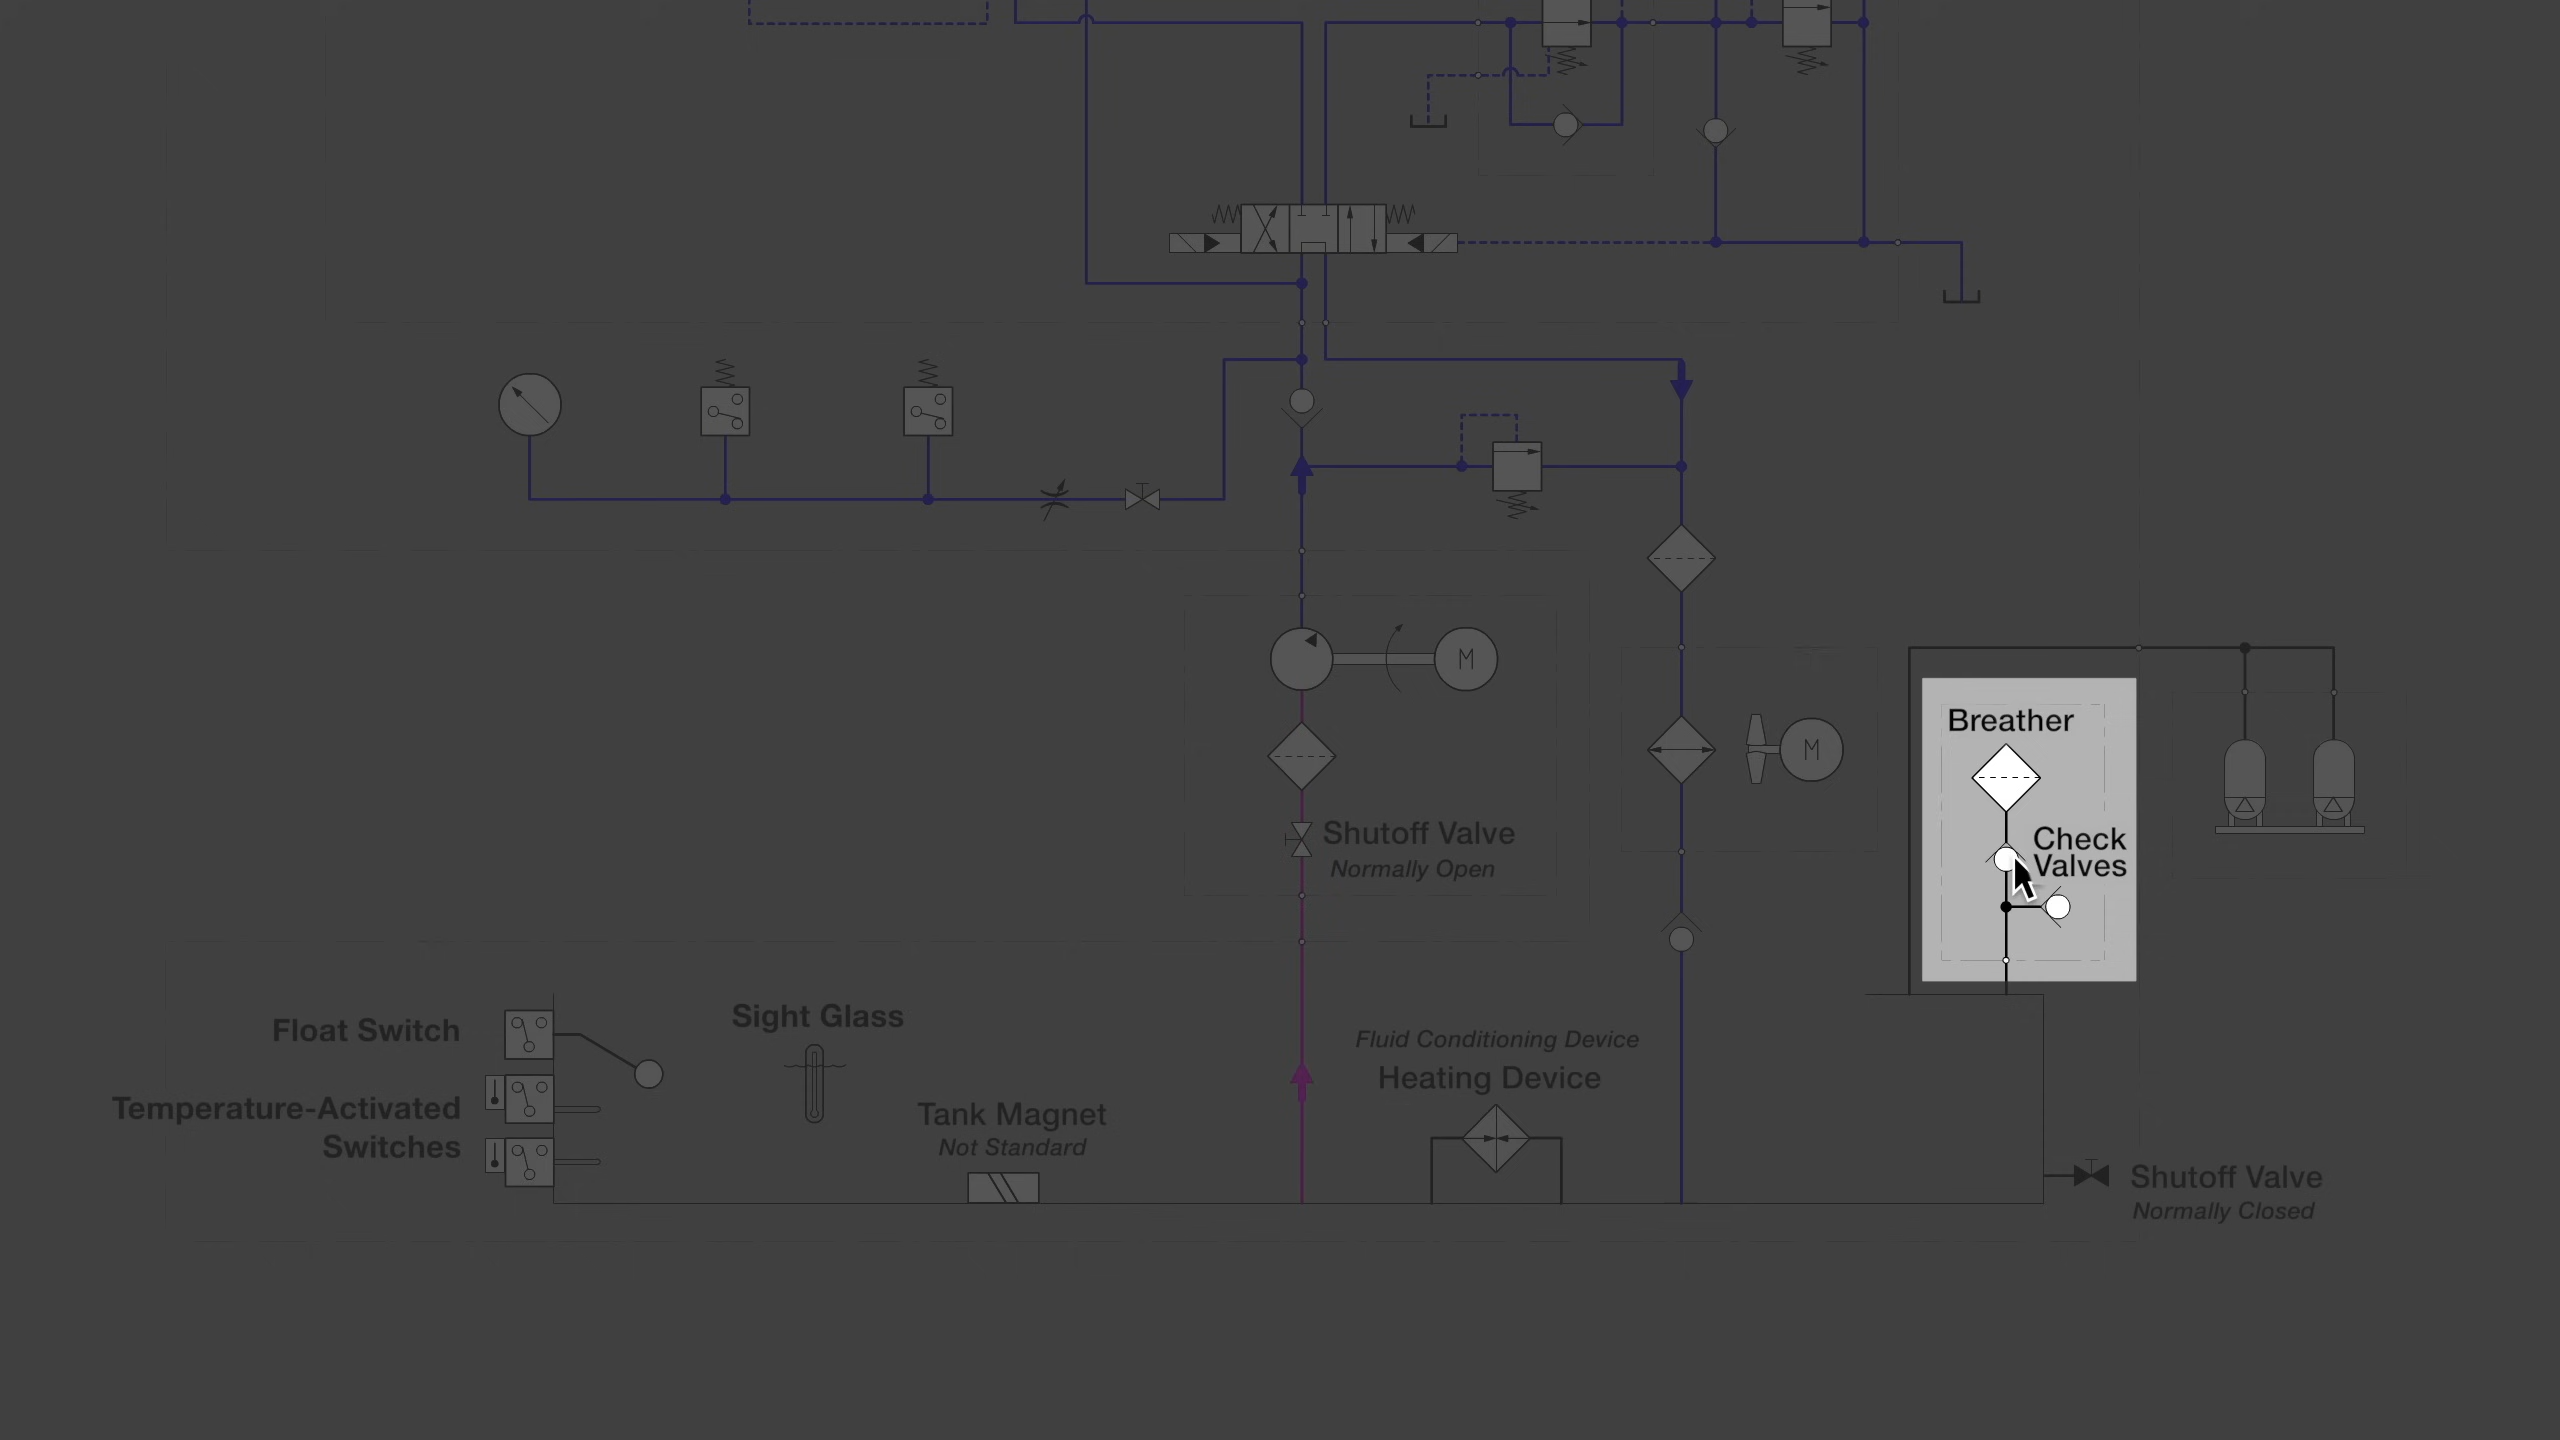 M
Breather
M
Shutoff Valve
Normally Open
Check
Valves
Float Switch
Sight Glass
Fluid Conditioning Device
Heating Device
Temperature-Activated
Switches
Tank Magnet
Not Standard
Shutoff Valve
Normally Closed